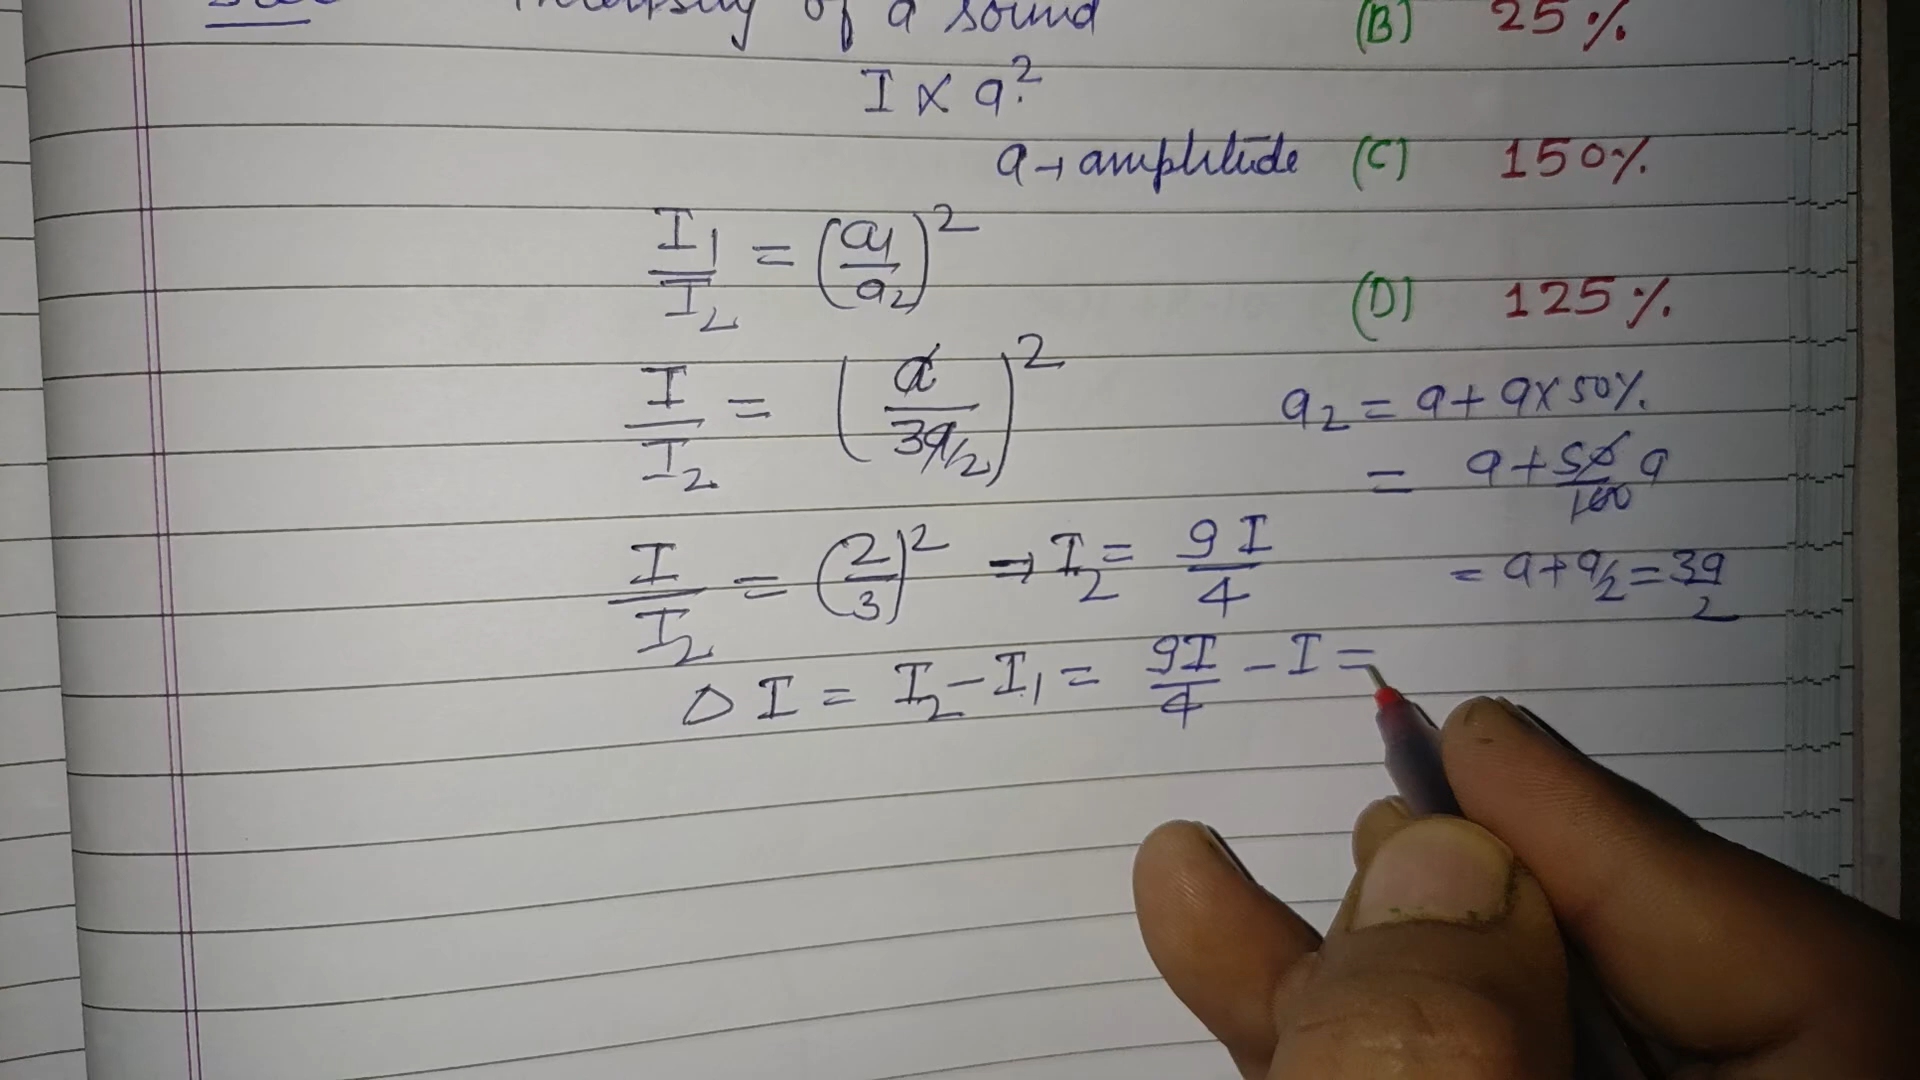 Intensity of a sound (B) 25%
I ∝ a²
a → amplitude (C) 150%
I₁/I₂ = (a₁/a₂)²
(D) 125%
I/I₂ = (a/(3a/2))²
a₂ = a + a×50%
= a + 50/100 a
I/I₂ = (2/3)² → I₂ = 9I/4
= a + a/2 = 3a/2
ΔI = I₂ - I₁ = 9I/4 - I =